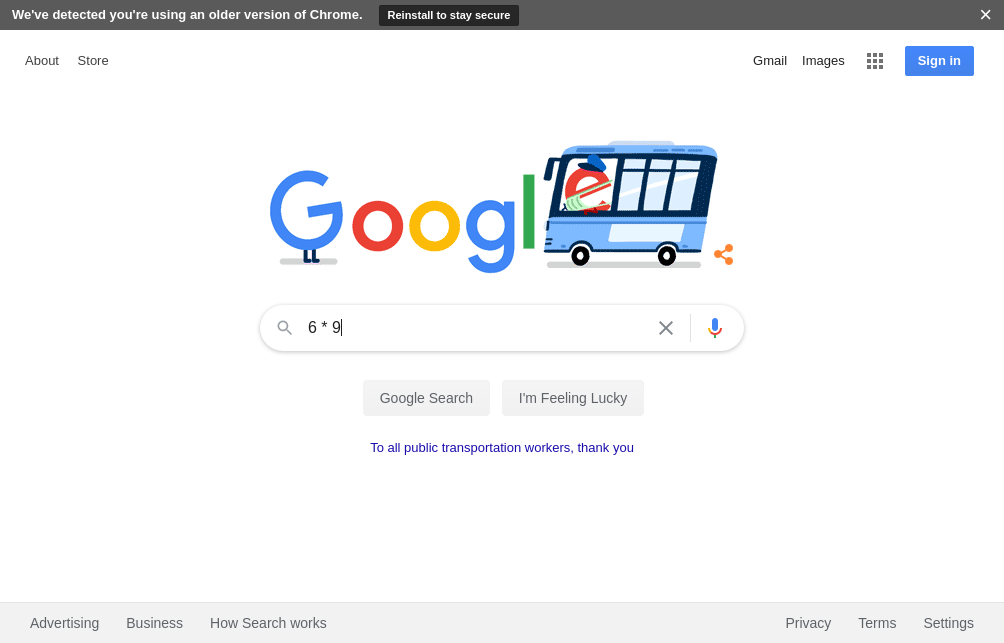 We've detected you're using an older version of Chrome. Reinstall to stay secure
About Store Gmail Images Sign in
Google
6 * 9
Google Search I'm Feeling Lucky
To all public transportation workers, thank you
Advertising Business How Search works Privacy Terms Settings